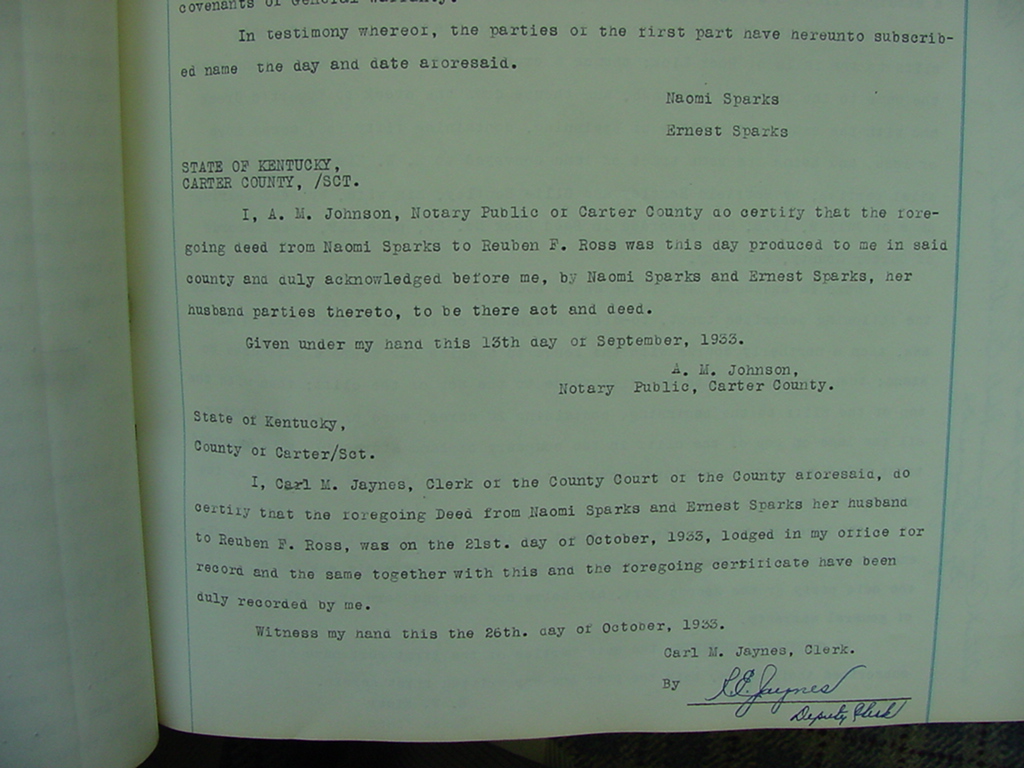 covenants of General Warranty.
In testimony whereof, the parties of the first part have hereunto subscrib-
ed name the day and date aforesaid.
Naomi Sparks
Ernest Sparks
STATE OF KENTUCKY,
CARTER COUNTY, /SCT.
I, A. M. Johnson, Notary Public of Carter County do certify that the fore-
going deed from Naomi Sparks to Reuben F. Ross was this day produced to me in said
county and duly acknowledged before me, by Naomi Sparks and Ernest Sparks, her
husband parties thereto, to be there act and deed.
Given under my hand this 13th day of September, 1933.
A. M. Johnson,
Notary Public, Carter County.
State of Kentucky,
County of Carter/Sct.
I, Carl M. Jaynes, Clerk of the County Court of the County aforesaid, do
certify that the foregoing Deed from Naomi Sparks and Ernest Sparks her husband
to Reuben F. Ross, was on the 21st. day of October, 1933, lodged in my office for
record and the same together with this and the foregoing certificate have been
duly recorded by me.
Witness my hand this the 26th. day of October, 1933.
Carl M. Jaynes, Clerk.
By R.E. Jaynes
Deputy Clerk